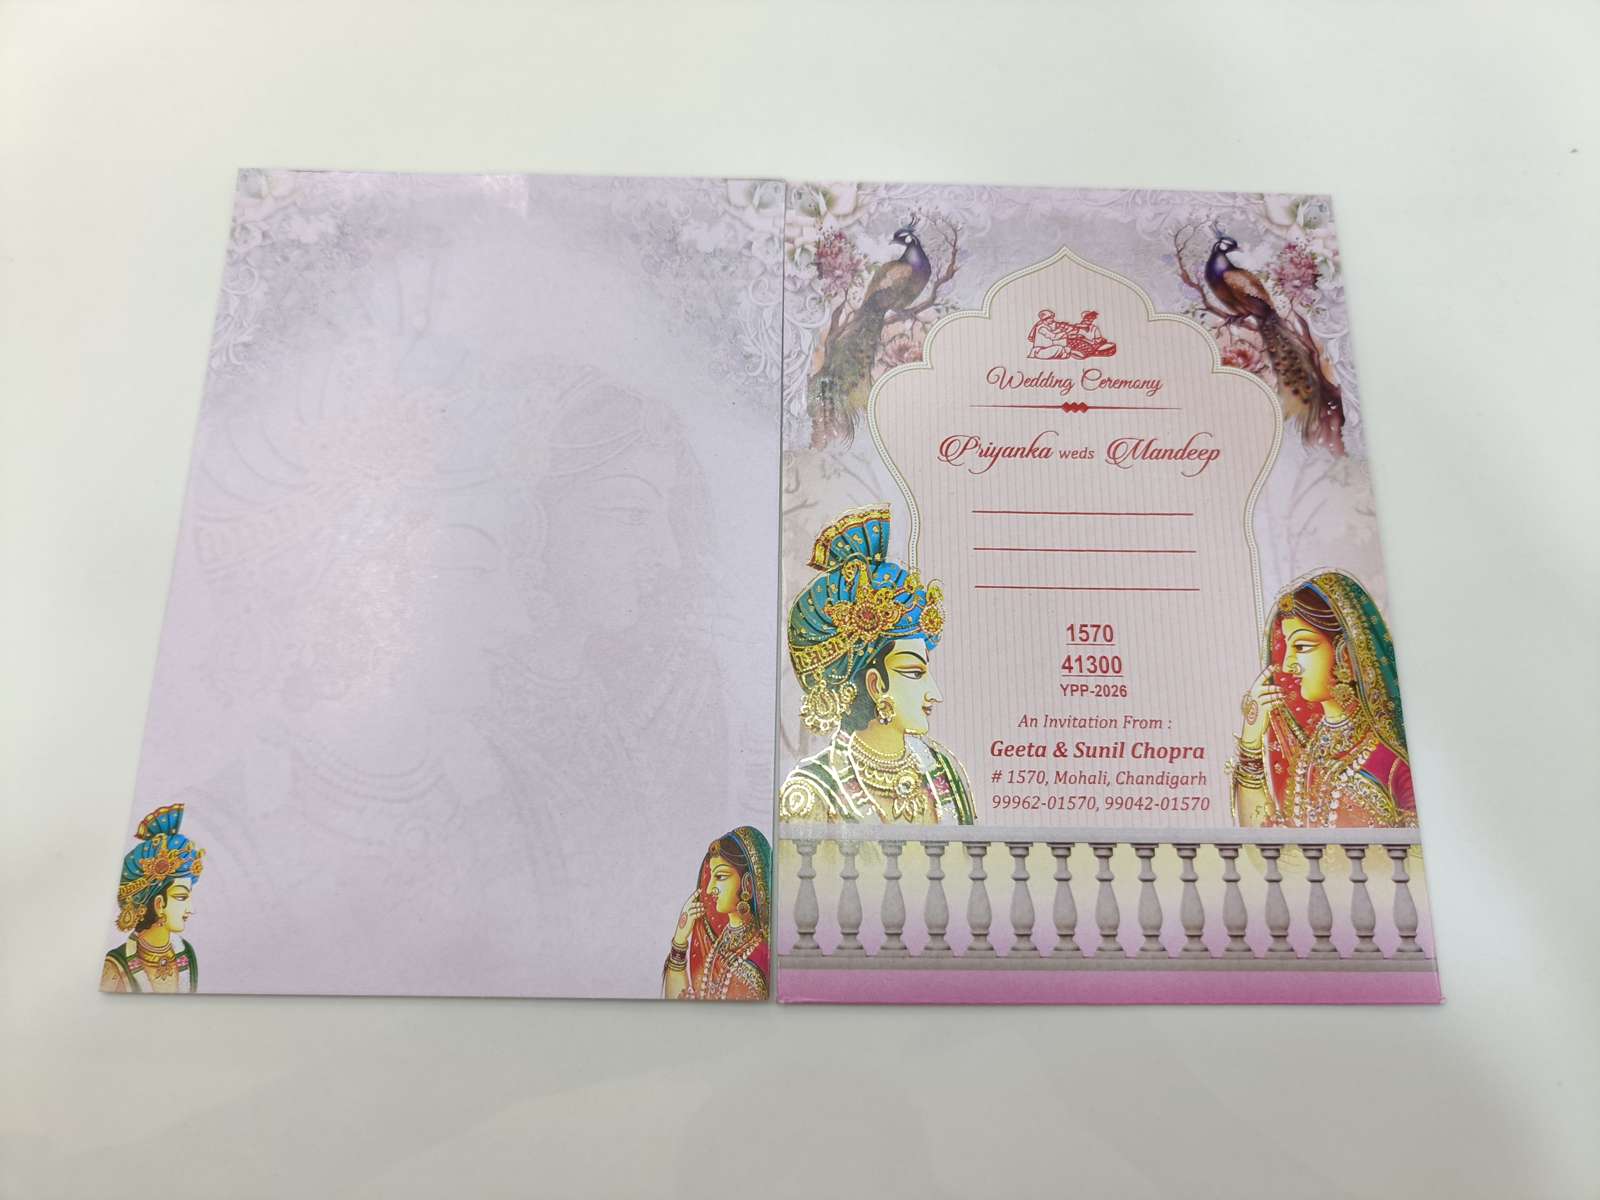 Wedding Ceremony
Priyanka weds Mandeep
1570
41300
YPP-2026
An Invitation From :
Geeta & Sunil Chopra
# 1570, Mohali, Chandigarh
99962-01570, 99042-01570